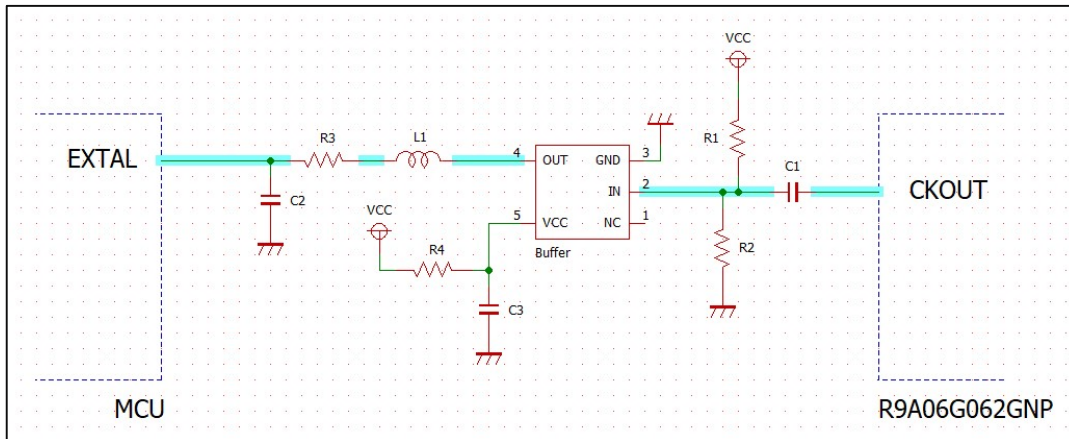 VCC
R1
C1
R3
L1
4
OUT
GND
3
EXTAL
IN
2
CKOUT
C2
VCC
5
VCC
NC
1
R2
Buffer
R4
C3
MCU
R9A06G062GNP